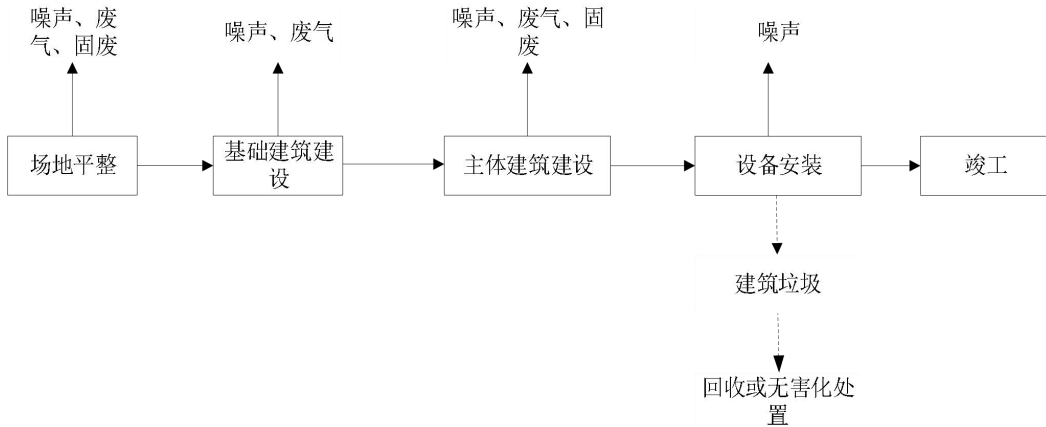 噪声、废
气、固废
噪声、废气
噪声、废气、固
废
噪声
场地平整
基础建筑建
设
主体建筑建设
设备安装
竣工
建筑垃圾
回收或无害化处
置